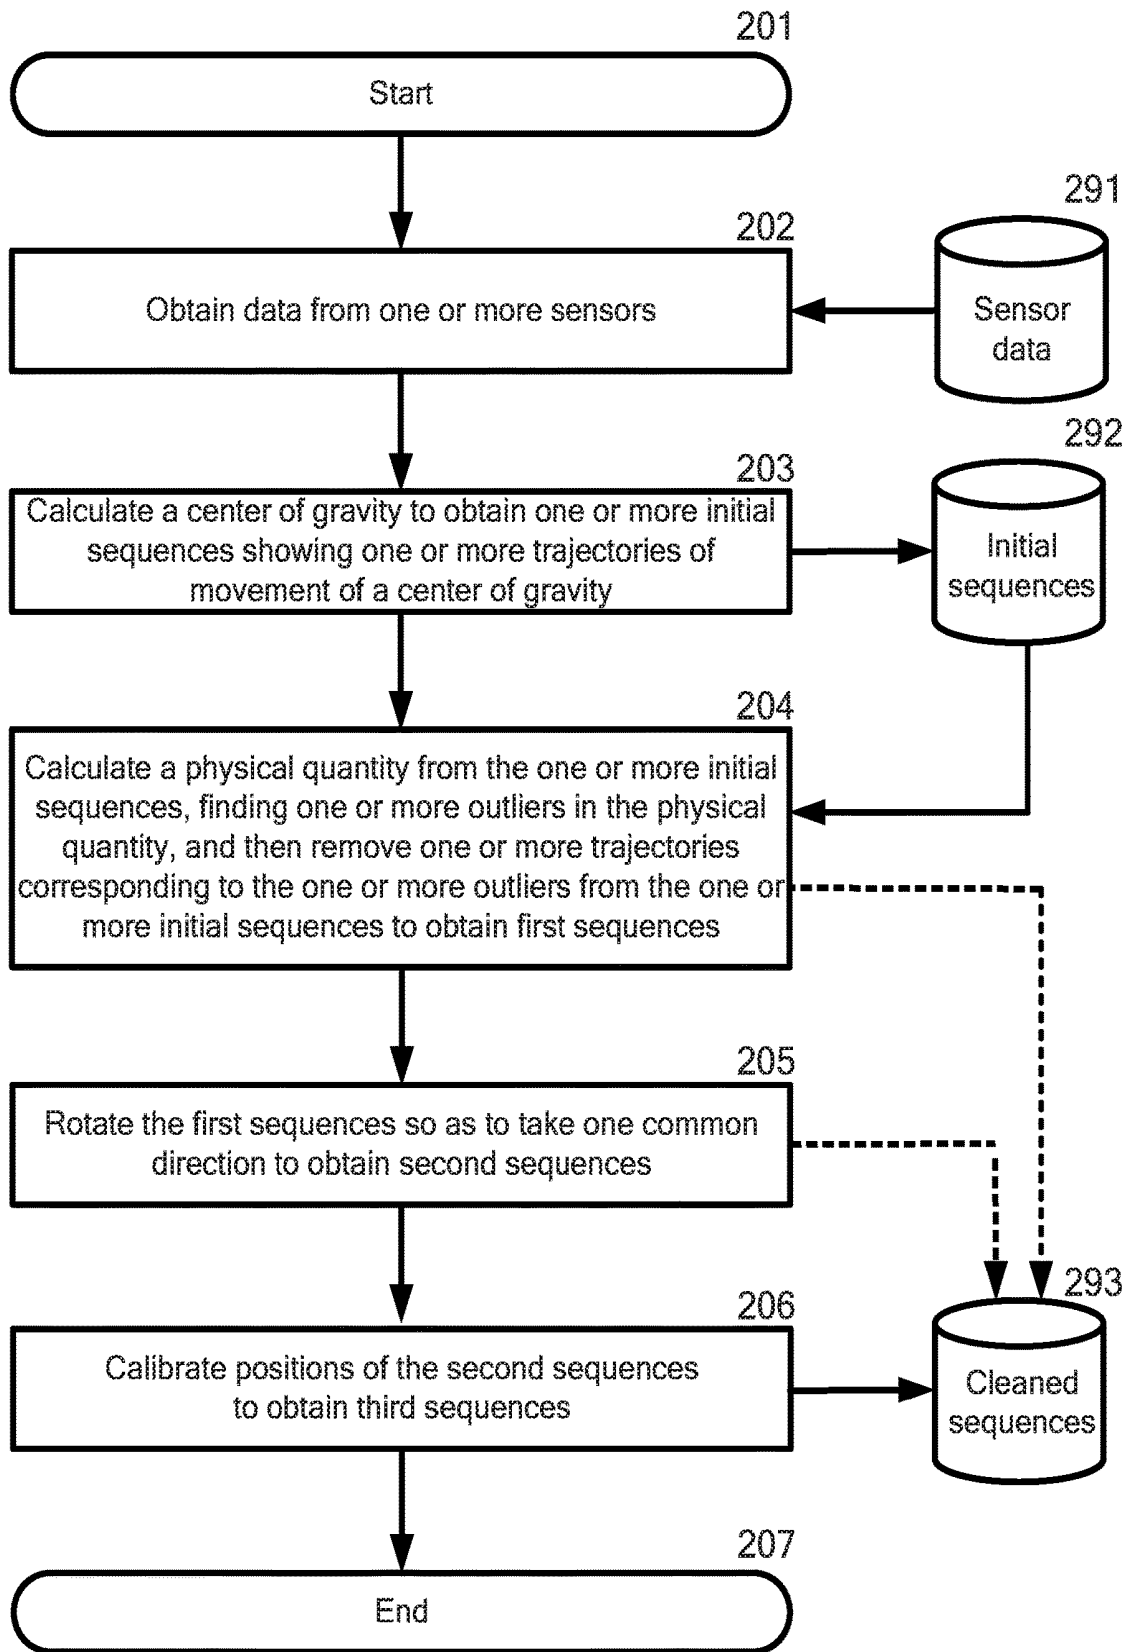 201
Start
202
Obtain data from one or more sensors
291
Sensor
data
203
Calculate a center of gravity to obtain one or more initial
sequences showing one or more trajectories of
movement of a center of gravity
292
Initial
sequences
204
Calculate a physical quantity from the one or more initial
sequences, finding one or more outliers in the physical
quantity, and then remove one or more trajectories
corresponding to the one or more outliers from the one or
more initial sequences to obtain first sequences
205
Rotate the first sequences so as to take one common
direction to obtain second sequences
206
Calibrate positions of the second sequences
to obtain third sequences
293
Cleaned
sequences
207
End